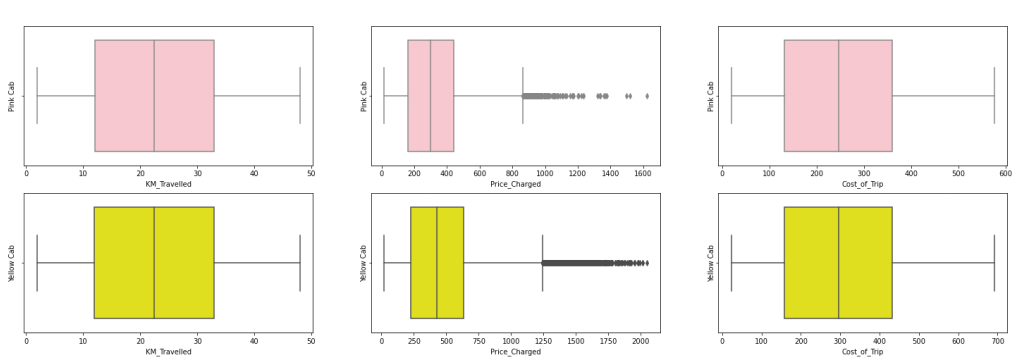 Pink Cab
0 10 20 30 40 50
KM_Travelled
Pink Cab
0 200 400 600 800 1000 1200 1400 1600
Price_Charged
Pink Cab
0 100 200 300 400 500 600
Cost_of_Trip
Yellow Cab
0 10 20 30 40 50
KM_Travelled
Yellow Cab
0 250 500 750 1000 1250 1500 1750 2000
Price_Charged
Yellow Cab
0 100 200 300 400 500 600 700
Cost_of_Trip